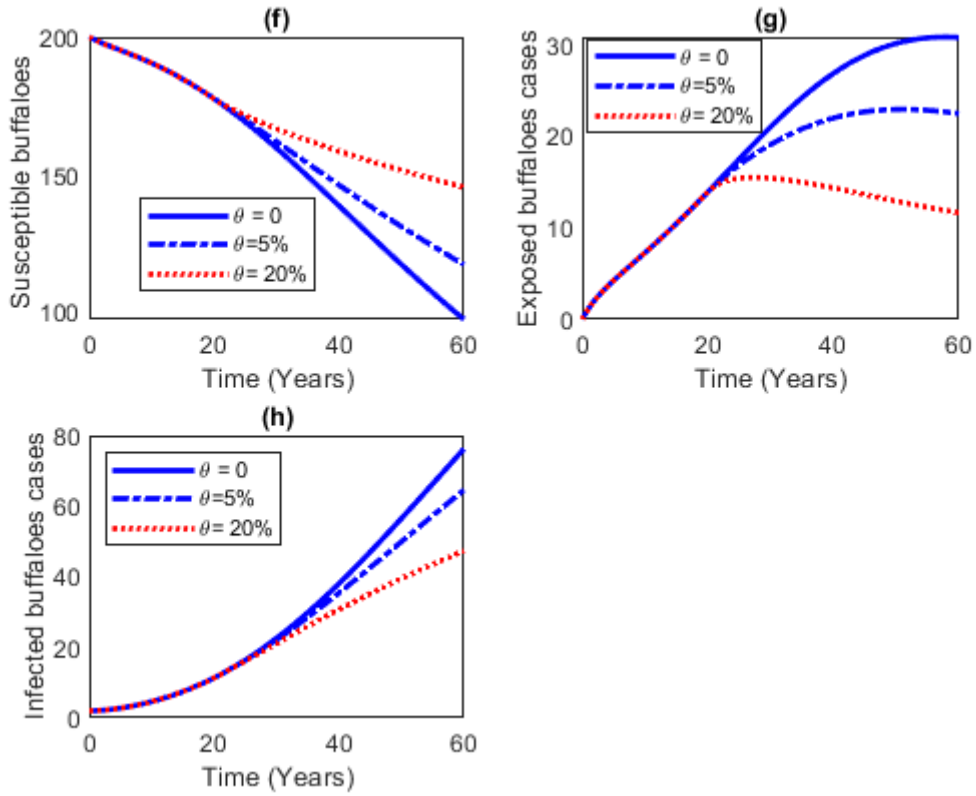 (f)
Susceptible buffaloes
200
150
100
θ = 0
θ=5%
θ= 20%
0
20
40
60
Time (Years)
(g)
Exposed buffaloes cases
30
20
10
0
θ = 0
θ=5%
θ= 20%
0
20
40
60
Time (Years)
(h)
Infected buffaloes cases
80
60
40
20
0
θ = 0
θ=5%
θ= 20%
0
20
40
60
Time (Years)